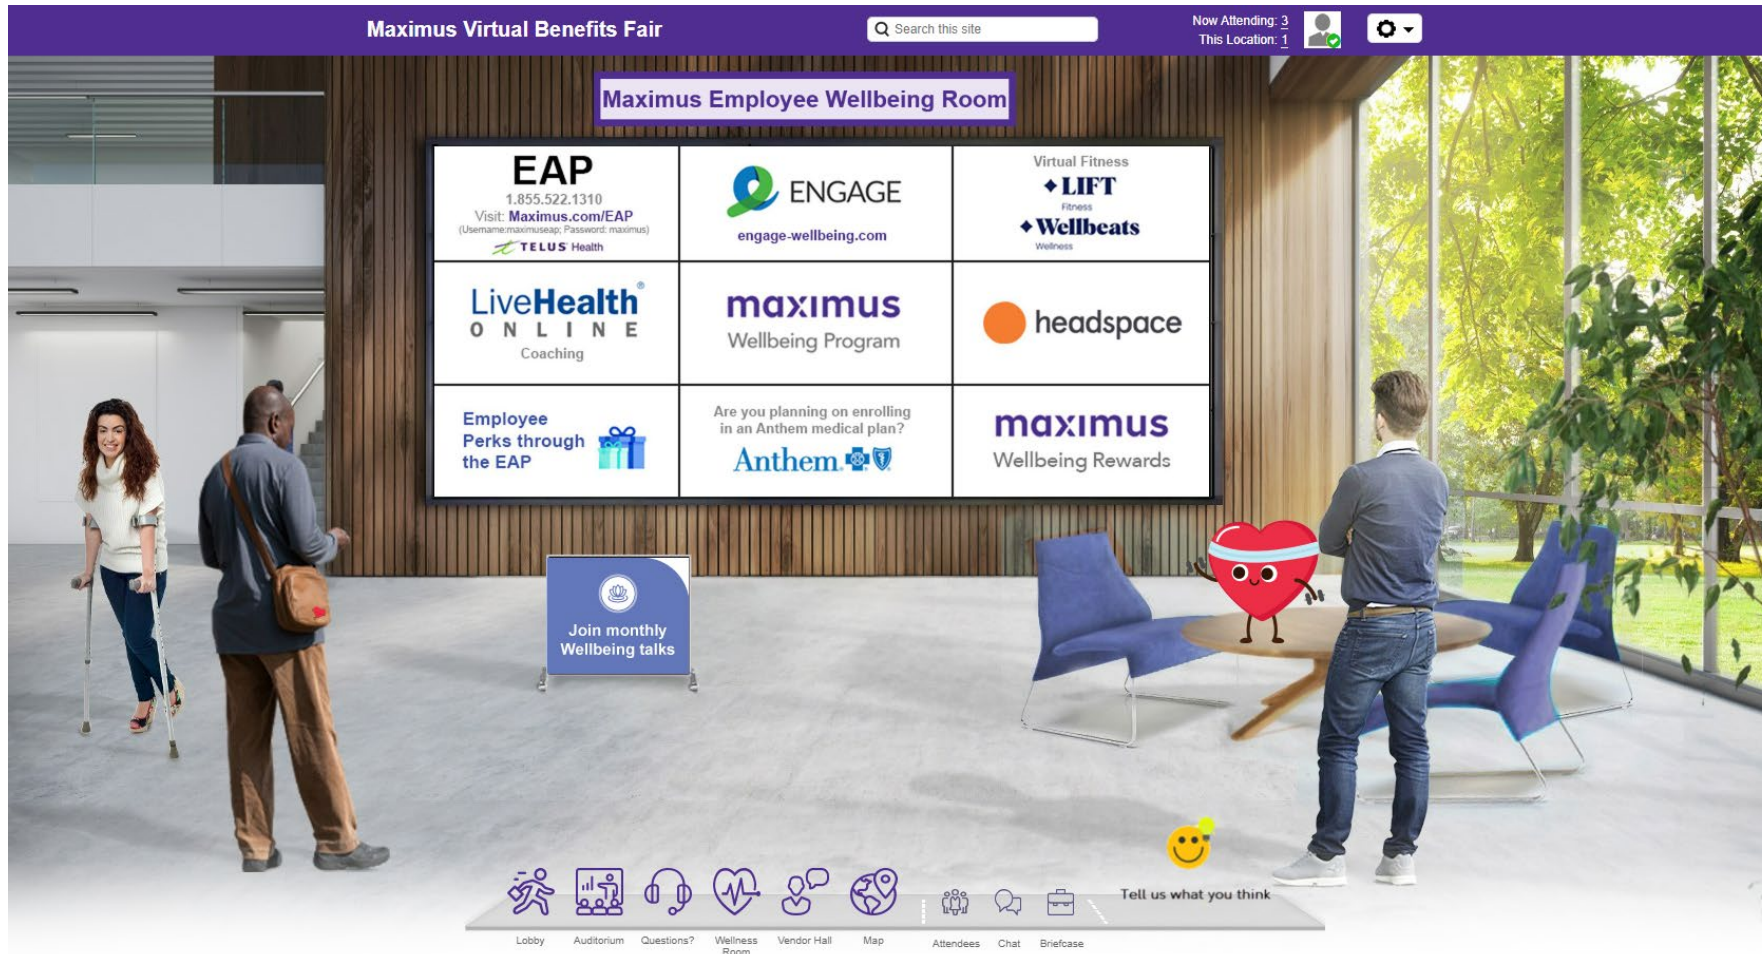 Maximus Virtual Benefits Fair
Search this site
Now Attending: 3
This Location: 1
Maximus Employee Wellbeing Room
EAP
1.855.522.1310
Visit: Maximus.com/EAP
(Username:maximuseap; Password: maximus)
TELUS Health
ENGAGE
engage-wellbeing.com
Virtual Fitness
LIFT
Fitness
Wellbeats
Wellness
LiveHealth®
ONLINE
Coaching
maximus
Wellbeing Program
headspace
Employee
Perks through
the EAP
Are you planning on enrolling
in an Anthem medical plan?
Anthem
maximus
Wellbeing Rewards
Join monthly
Wellbeing talks
Tell us what you think
Lobby
Auditorium
Questions?
Wellness
Room
Vendor Hall
Map
Attendees
Chat
Briefcase